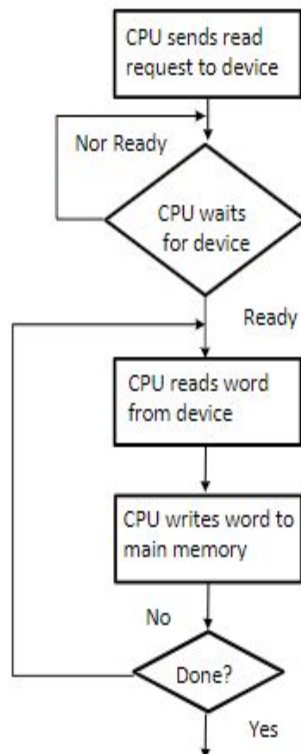 CPU sends read
request to device
Nor Ready
CPU waits
for device
Ready
CPU reads word
from device
CPU writes word to
main memory
No
Done?
Yes